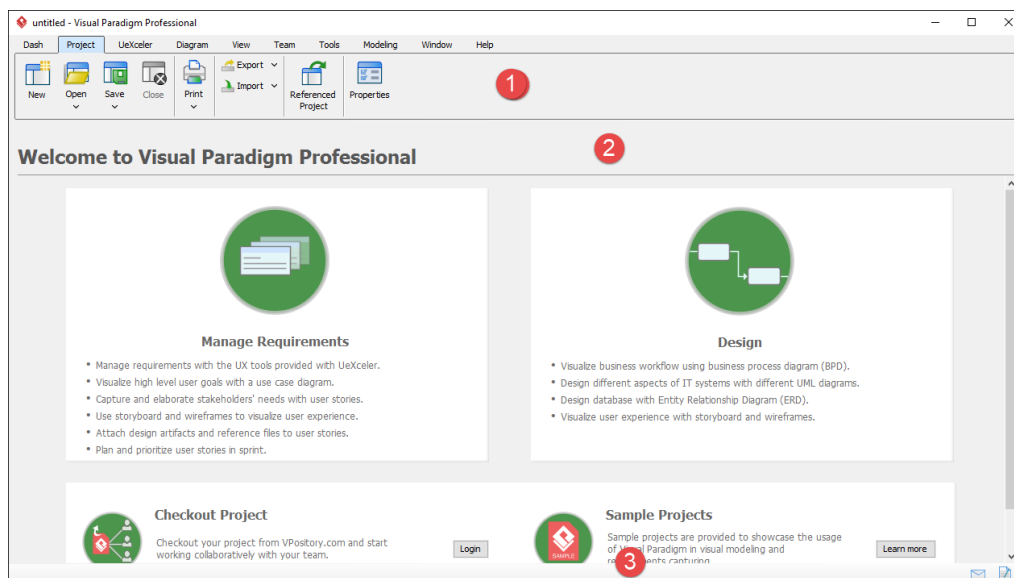 untitled - Visual Paradigm Professional
Dash Project UeXceler Diagram View Team Tools Modeling Window Help
New Open Save Close Print Export Import Referenced Project Properties
1
2
Welcome to Visual Paradigm Professional
Manage Requirements
• Manage requirements with the UX tools provided with UeXceler.
• Visualize high level user goals with a use case diagram.
• Capture and elaborate stakeholders' needs with user stories.
• Use storyboard and wireframes to visualize user experience.
• Attach design artifacts and reference files to user stories.
• Plan and prioritize user stories in sprint.
Design
• Visualize business workflow using business process diagram (BPD).
• Design different aspects of IT systems with different UML diagrams.
• Design database with Entity Relationship Diagram (ERD).
• Visualize user experience with storyboard and wireframes.
Checkout Project
Checkout your project from VPository.com and start
working collaboratively with your team.
Login
SAMPLE
Sample Projects
Sample projects are provided to showcase the usage
of Visual Paradigm in visual modeling and
capturing.
Learn more
3